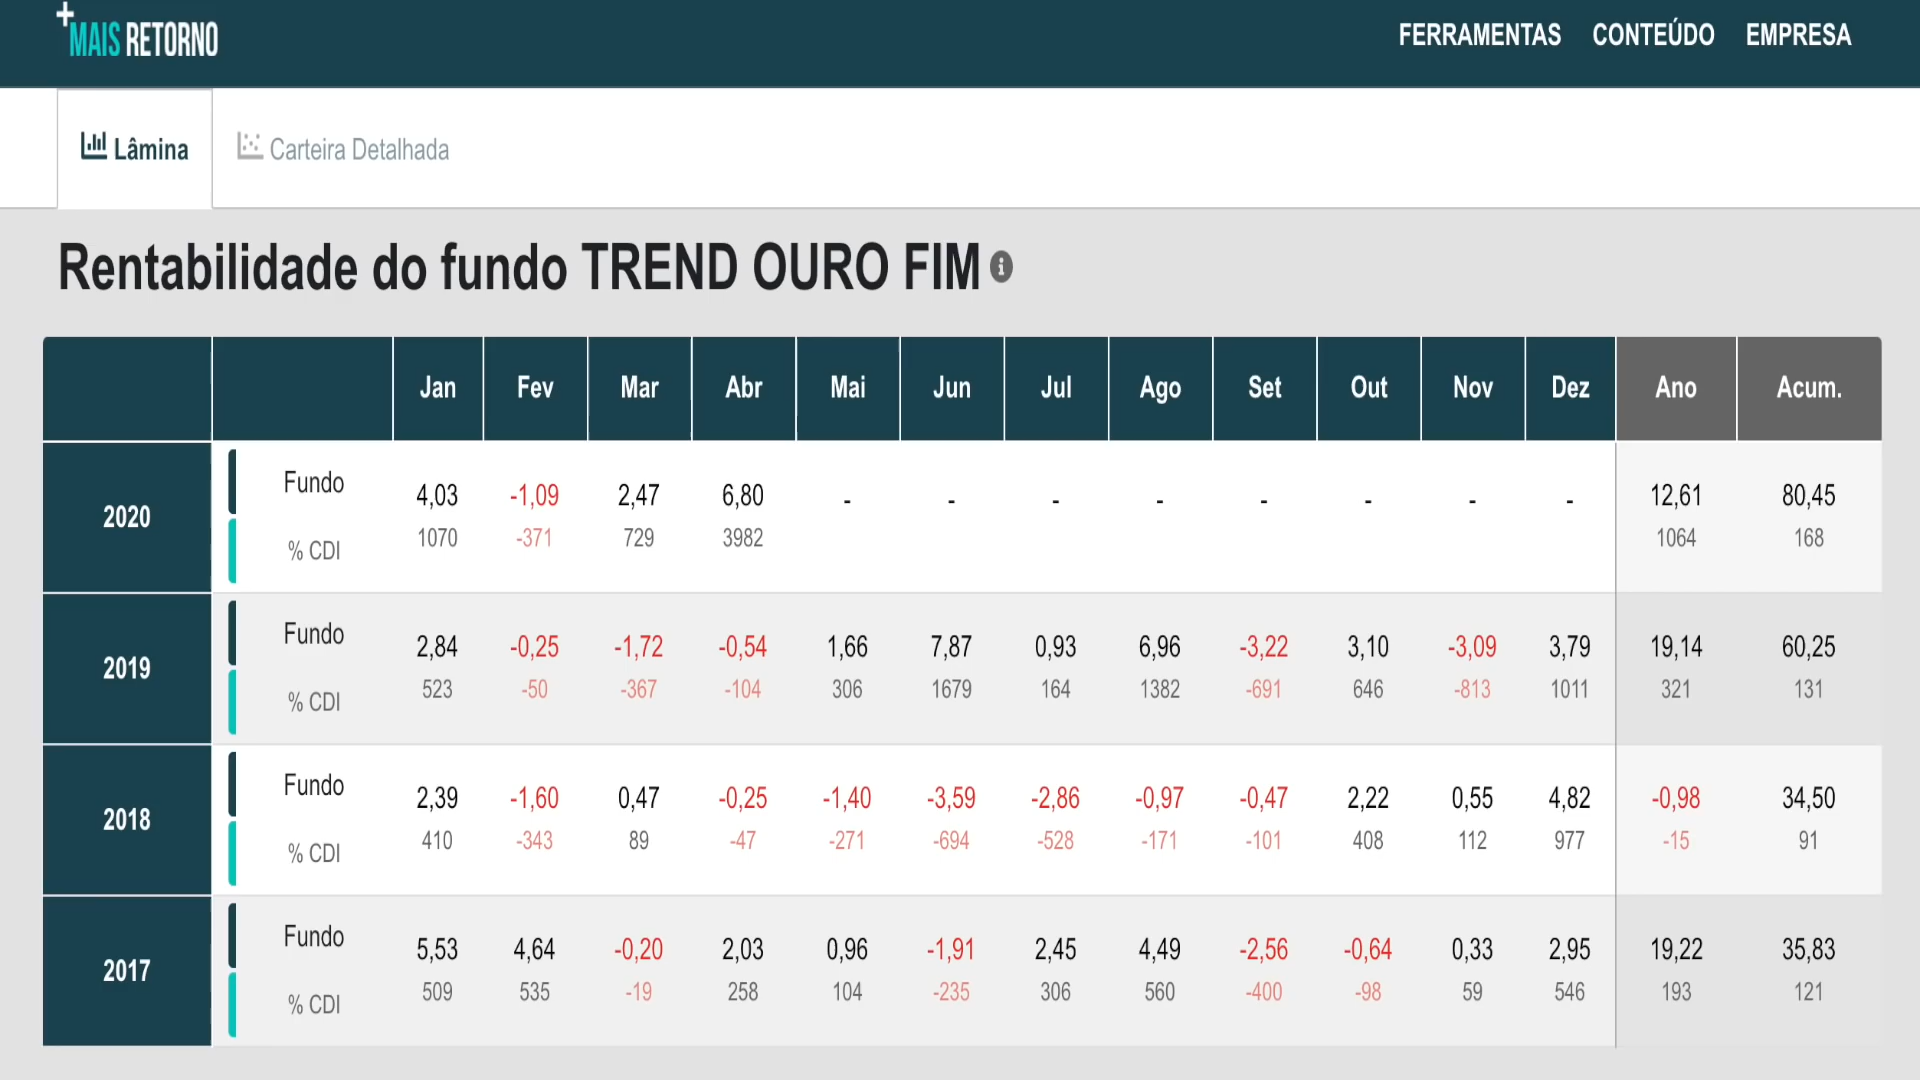 +MAIS RETORNO
FERRAMENTAS CONTEÚDO EMPRESA
Lâmina Carteira Detalhada
Rentabilidade do fundo TREND OURO FIM
Jan Fev Mar Abr Mai Jun Jul Ago Set Out Nov Dez Ano Acum.
2020 Fundo 4,03 -1,09 2,47 6,80 - - - - - - - - 12,61 80,45
% CDI 1070 -371 729 3982 1064 168
2019 Fundo 2,84 -0,25 -1,72 -0,54 1,66 7,87 0,93 6,96 -3,22 3,10 -3,09 3,79 19,14 60,25
% CDI 523 -50 -367 -104 306 1679 164 1382 -691 646 -813 1011 321 131
2018 Fundo 2,39 -1,60 0,47 -0,25 -1,40 -3,59 -2,86 -0,97 -0,47 2,22 0,55 4,82 -0,98 34,50
% CDI 410 -343 89 -47 -271 -694 -528 -171 -101 408 112 977 -15 91
2017 Fundo 5,53 4,64 -0,20 2,03 0,96 -1,91 2,45 4,49 -2,56 -0,64 0,33 2,95 19,22 35,83
% CDI 509 535 -19 258 104 -235 306 560 -400 -98 59 546 193 121